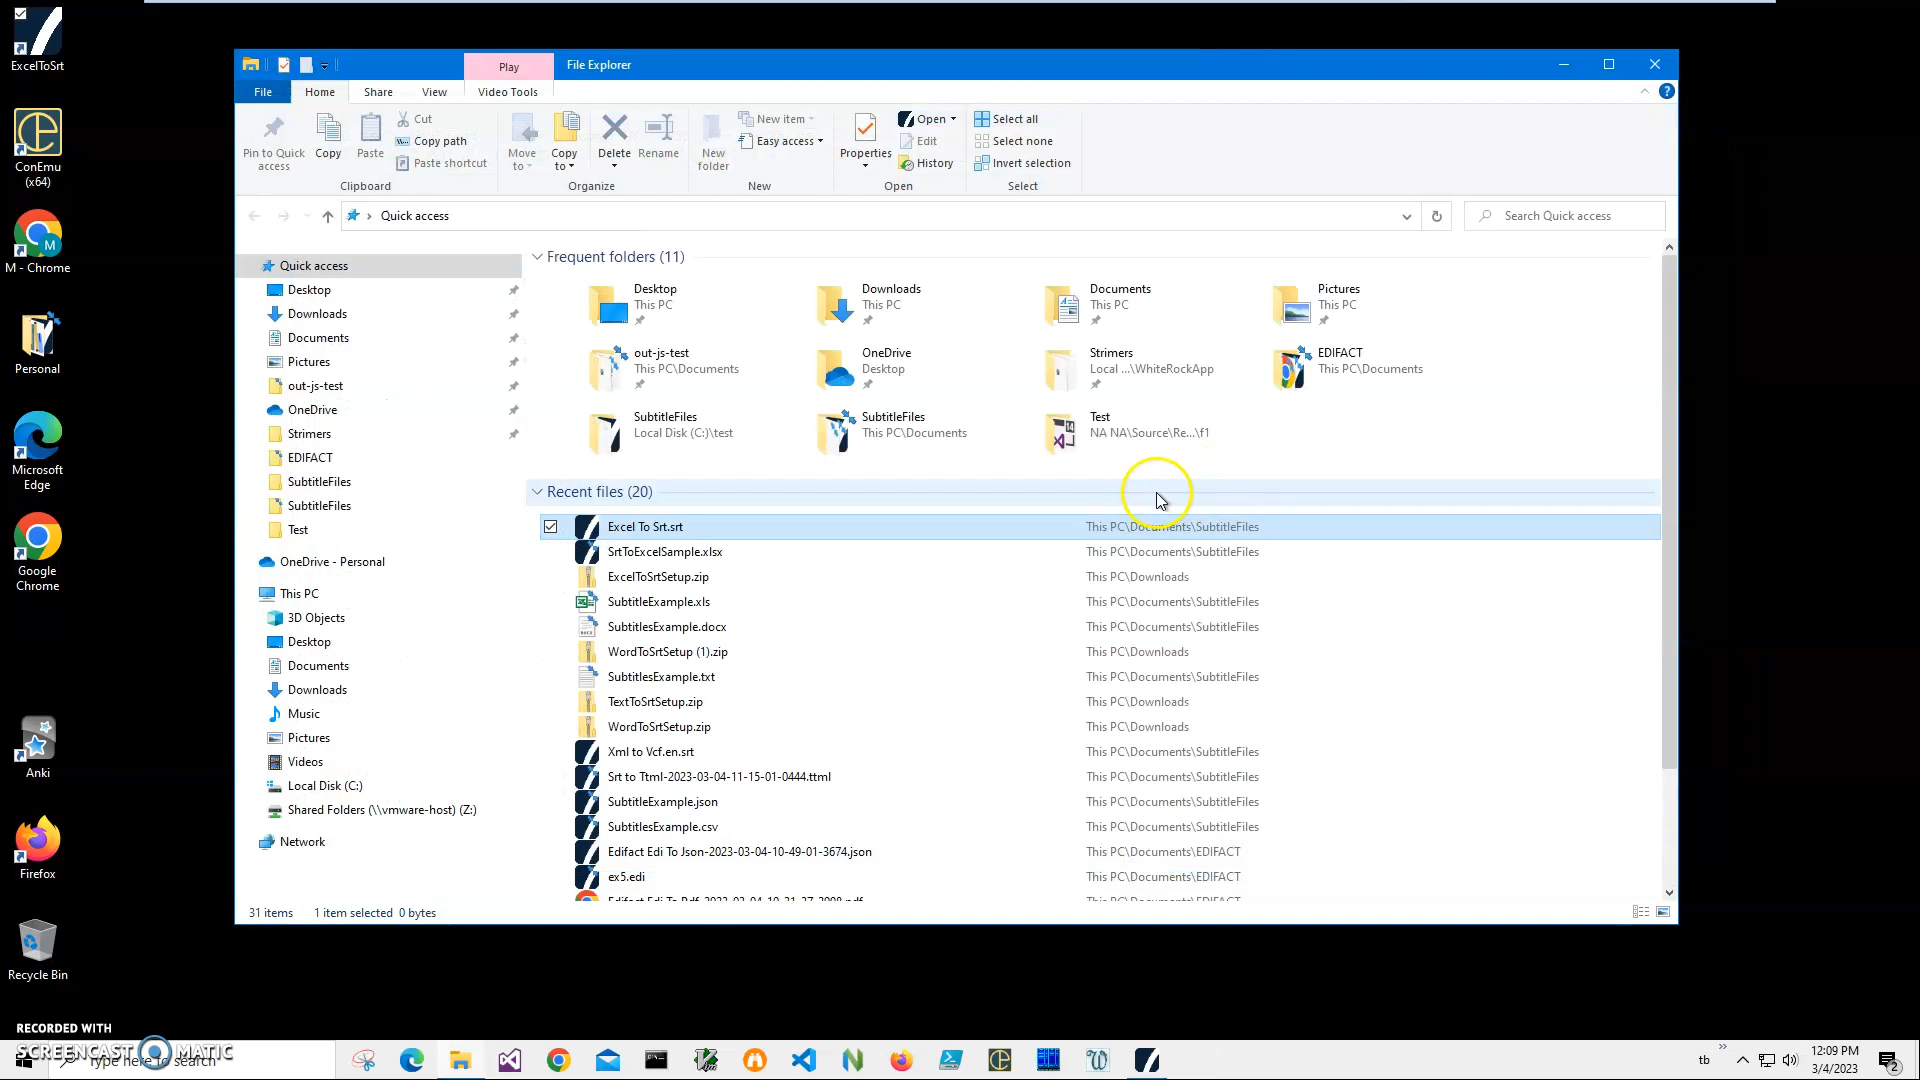 ExcelToSrt
ConEmu
(x64)
M - Chrome
Personal
Microsoft
Edge
Google
Chrome
Anki
Firefox
Recycle Bin
Play
File Explorer
File
Home
Share
View
Video Tools
Pin to Quick
access
Copy
Paste
Cut
Copy path
Paste shortcut
Clipboard
Move
to
Copy
to
Delete
Rename
Organize
New
folder
New item
Easy access
New
Properties
Open
Edit
History
Open
Select all
Select none
Invert selection
Select
Quick access
Search Quick access
Quick access
Desktop
Downloads
Documents
Pictures
out-js-test
OneDrive
Strimers
EDIFACT
SubtitleFiles
SubtitleFiles
Test
OneDrive - Personal
This PC
3D Objects
Desktop
Documents
Downloads
Music
Pictures
Videos
Local Disk (C:)
Shared Folders (\\vmware-host) (Z:)
Network
Frequent folders (11)
Desktop
This PC
Downloads
This PC
Documents
This PC
Pictures
This PC
out-js-test
This PC\Documents
OneDrive
Desktop
Strimers
Local ...\WhiteRockApp
EDIFACT
This PC\Documents
SubtitleFiles
Local Disk (C:)\test
SubtitleFiles
This PC\Documents
Test
NA NA\Source\Re...\f1
Recent files (20)
Excel To Srt.srt This PC\Documents\SubtitleFiles
SrtToExcelSample.xlsx This PC\Documents\SubtitleFiles
ExcelToSrtSetup.zip This PC\Downloads
SubtitleExample.xls This PC\Documents\SubtitleFiles
SubtitlesExample.docx This PC\Documents\SubtitleFiles
WordToSrtSetup (1).zip This PC\Downloads
SubtitlesExample.txt This PC\Documents\SubtitleFiles
TextToSrtSetup.zip This PC\Downloads
WordToSrtSetup.zip This PC\Downloads
Xml to Vcf.en.srt This PC\Documents\SubtitleFiles
Srt to Ttml-2023-03-04-11-15-01-0444.ttml This PC\Documents\SubtitleFiles
SubtitleExample.json This PC\Documents\SubtitleFiles
SubtitlesExample.csv This PC\Documents\SubtitleFiles
Edifact Edi To Json-2023-03-04-10-49-01-3674.json This PC\Documents\EDIFACT
ex5.edi This PC\Documents\EDIFACT
31 items 1 item selected 0 bytes
RECORDED WITH
SCREENCAST MATIC
Type here to search
tb
12:09 PM
3/4/2023
2